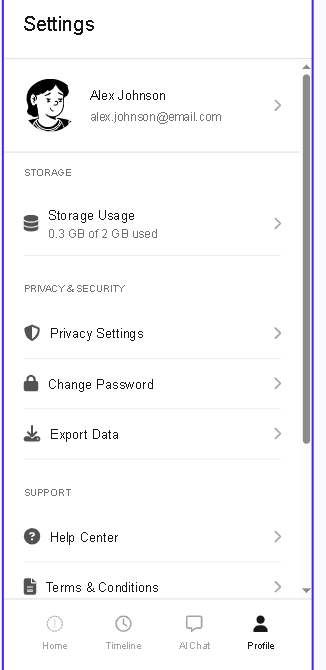 Settings
Alex Johnson
alex.johnson@email.com
STORAGE
Storage Usage
0.3 GB of 2 GB used
PRIVACY & SECURITY
Privacy Settings
Change Password
Export Data
SUPPORT
Help Center
Terms & Conditions
Home Timeline AI Chat Profile